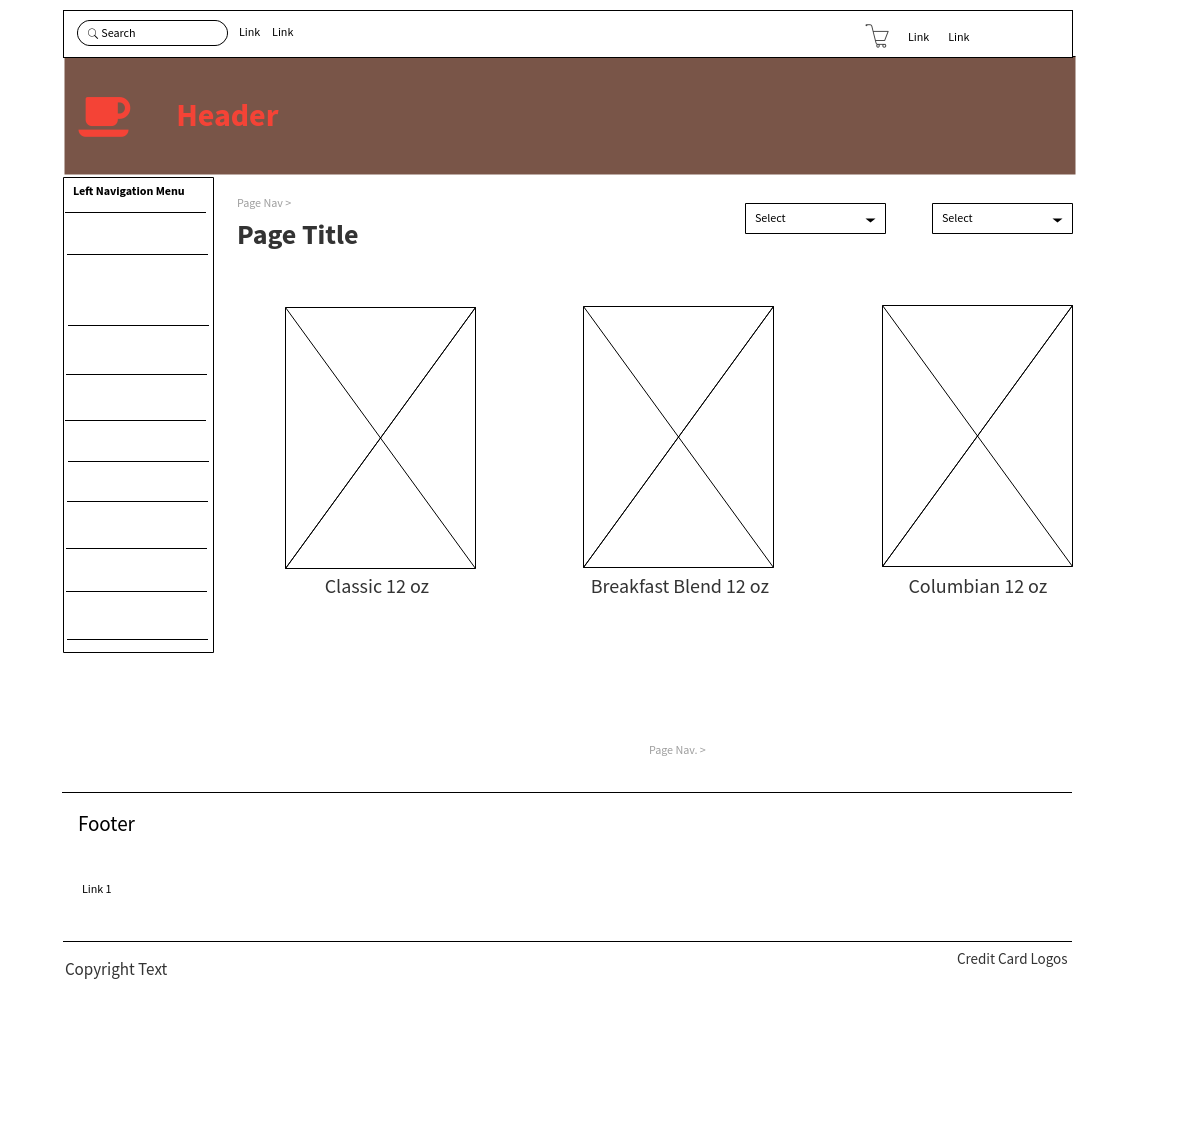 Search Link Link Link Link
Header
Left Navigation Menu
Page Nav >
Page Title
Select Select
Classic 12 oz Breakfast Blend 12 oz Columbian 12 oz
Page Nav. >
Footer
Link 1
Copyright Text Credit Card Logos